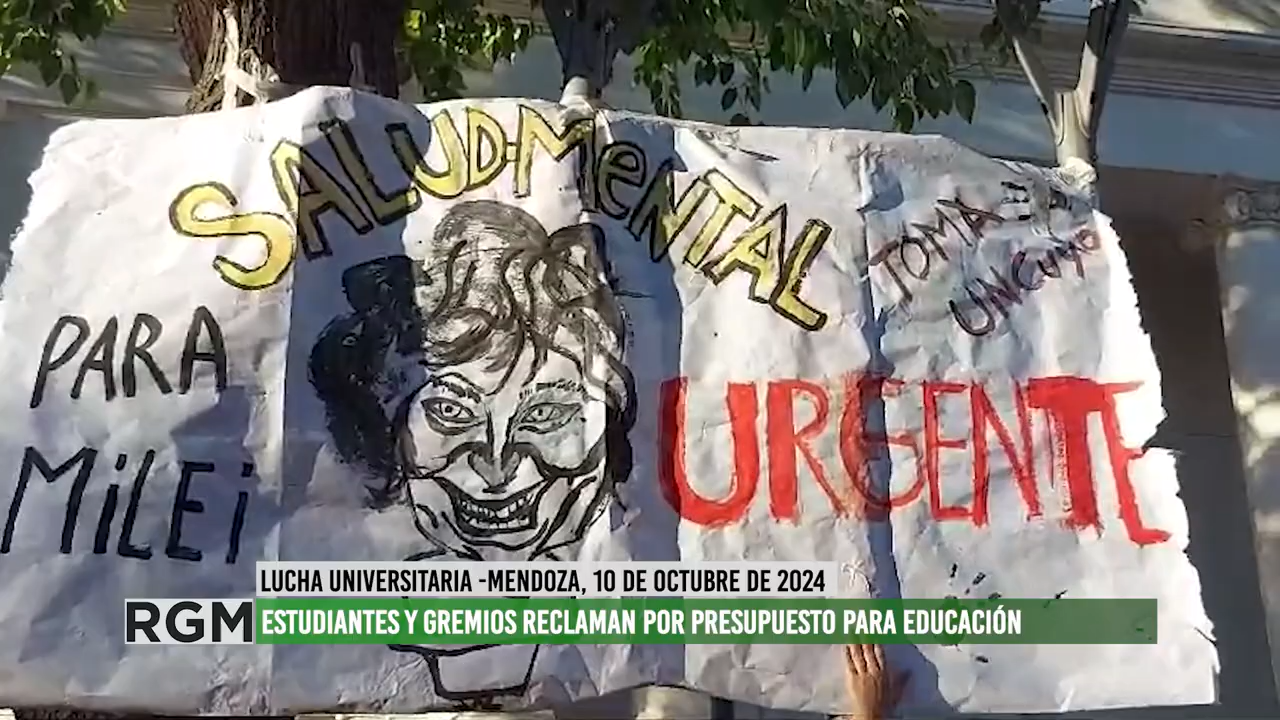 SALUD-MeNTAL
TOMA
UNCuyo
PARA
MiLEi
URGENTE
LUCHA UNIVERSITARIA -MENDOZA, 10 DE OCTUBRE DE 2024
RGM
ESTUDIANTES Y GREMIOS RECLAMAN POR PRESUPUESTO PARA EDUCACIÓN